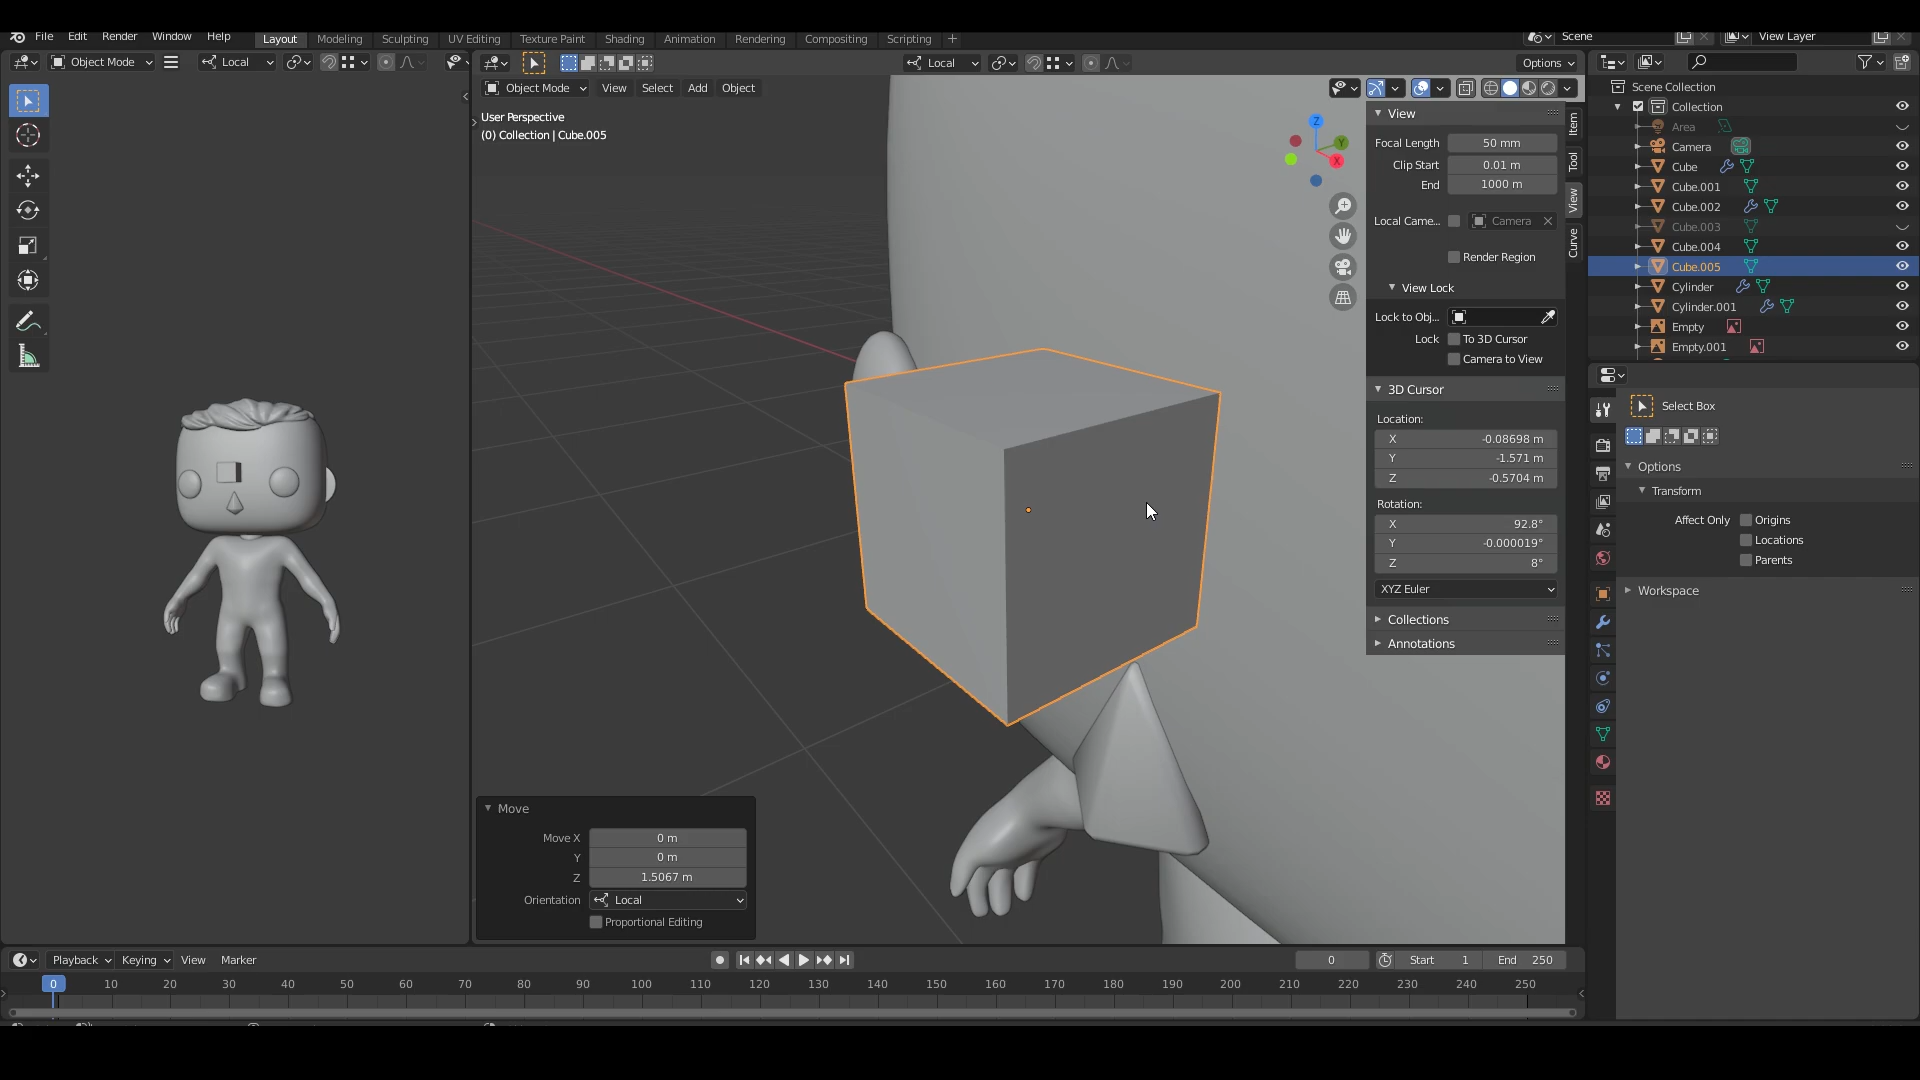 File Edit Render Window Help Layout Modeling Sculpting UV Editing Texture Paint Shading Animation Rendering Compositing Scripting + Scene View Layer
Object Mode Local Local Options
Object Mode View Select Add Object
User Perspective
(0) Collection | Cube.005
Z
Y
X
View
Focal Length 50 mm
Clip Start 0.01 m
End 1000 m
Local Came... Camera
Render Region
View Lock
Lock to Obj...
Lock To 3D Cursor
Camera to View
3D Cursor
Location:
X -0.08698 m
Y -1.571 m
Z -0.5704 m
Rotation:
X 92.8°
Y -0.000019°
Z 8°
XYZ Euler
Collections
Annotations
Item
Tool
View
Curve
Scene Collection
Collection
Area
Camera
Cube
Cube.001
Cube.002
Cube.003
Cube.004
Cube.005
Cylinder
Cylinder.001
Empty
Empty.001
Select Box
Options
Transform
Affect Only Origins
Locations
Parents
Workspace
Move
Move X 0 m
Y 0 m
Z 1.5067 m
Orientation Local
Proportional Editing
Playback Keying View Marker 0 Start 1 End 250
0 10 20 30 40 50 60 70 80 90 100 110 120 130 140 150 160 170 180 190 200 210 220 230 240 250